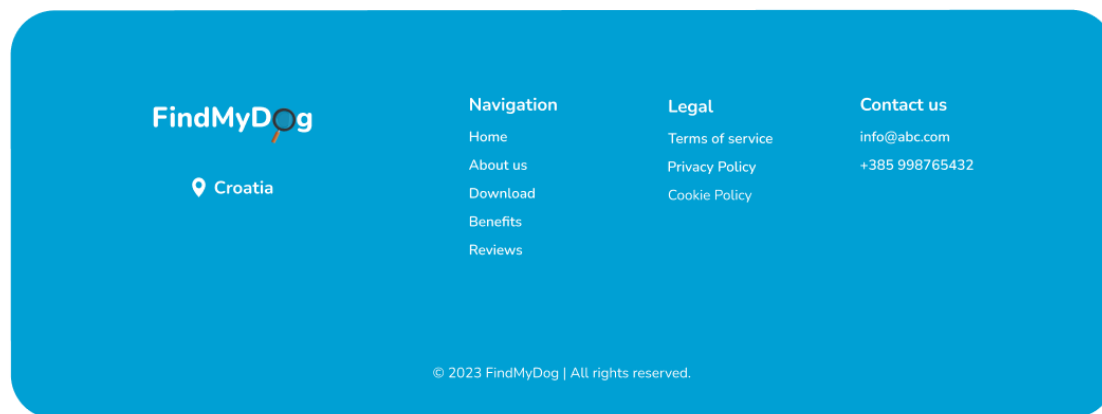 FindMyDog
Croatia
Navigation
Home
About us
Download
Benefits
Reviews
Legal
Terms of service
Privacy Policy
Cookie Policy
Contact us
info@abc.com
+385 998765432
© 2023 FindMyDog | All rights reserved.